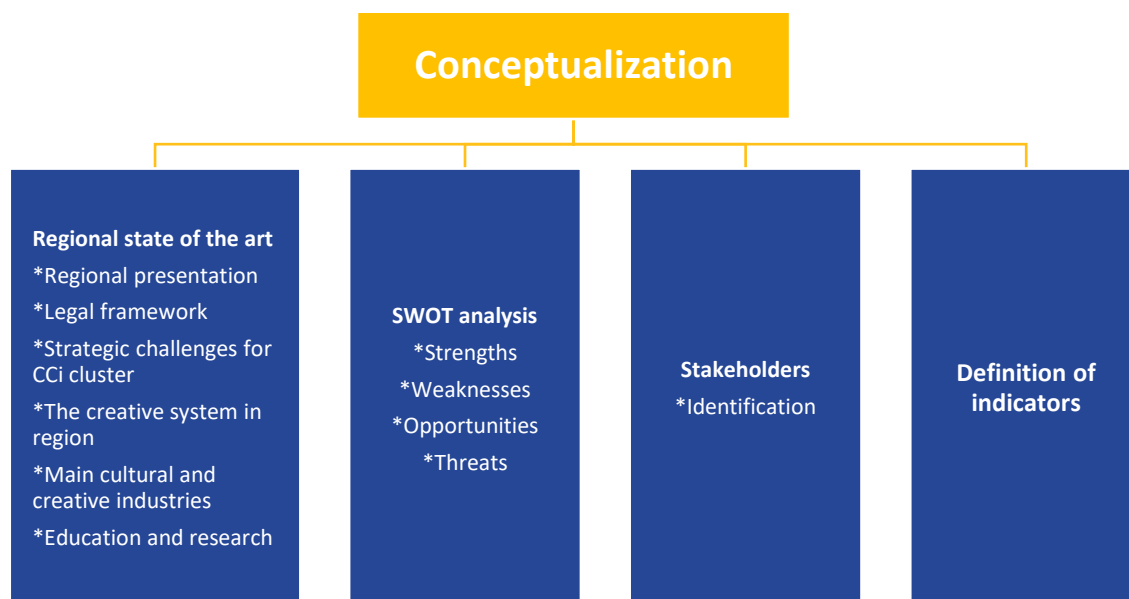 Conceptualization
Regional state of the art
*Regional presentation
*Legal framework
*Strategic challenges for
CCi cluster
*The creative system in
region
*Main cultural and
creative industries
*Education and research
SWOT analysis
*Strengths
*Weaknesses
*Opportunities
*Threats
Stakeholders
*Identification
Definition of
indicators